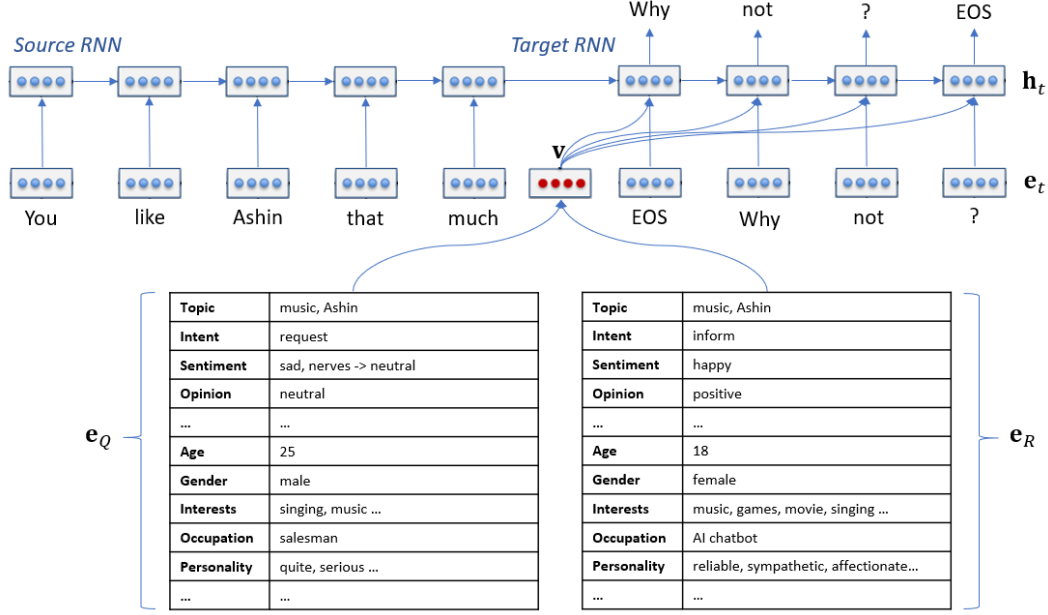 Why not ? EOS
Source RNN Target RNN
h_t
v
e_t
You like Ashin that much EOS Why not ?
e_Q
Topic music, Ashin
Intent request
Sentiment sad, nerves -> neutral
Opinion neutral
... ...
Age 25
Gender male
Interests singing, music ...
Occupation salesman
Personality quite, serious ...
... ...
Topic music, Ashin
Intent inform
Sentiment happy
Opinion positive
... ...
Age 18
Gender female
Interests music, games, movie, singing ...
Occupation AI chatbot
Personality reliable, sympathetic, affectionate...
... ...
e_R